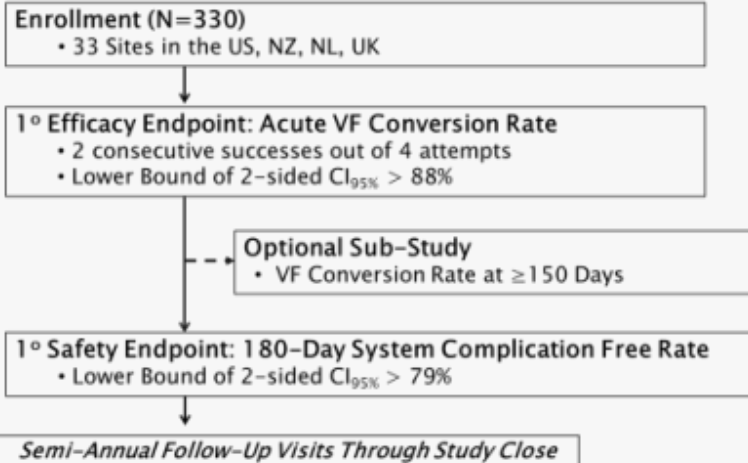 Enrollment (N=330)
• 33 Sites in the US, NZ, NL, UK
1º Efficacy Endpoint: Acute VF Conversion Rate
• 2 consecutive successes out of 4 attempts
• Lower Bound of 2-sided CI95% > 88%
Optional Sub-Study
• VF Conversion Rate at ≥150 Days
1º Safety Endpoint: 180-Day System Complication Free Rate
• Lower Bound of 2-sided CI95% > 79%
Semi-Annual Follow-Up Visits Through Study Close